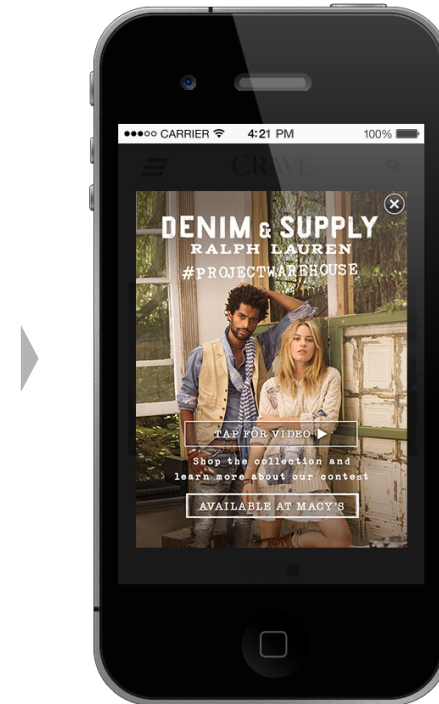 ●●●○○ CARRIER 4:21 PM 100%
CRAVE
DENIM & SUPPLY
RALPH LAUREN
#PROJECTWAREHOUSE
TAP FOR VIDEO
Shop the collection and
learn more about our contest
AVAILABLE AT MACY'S